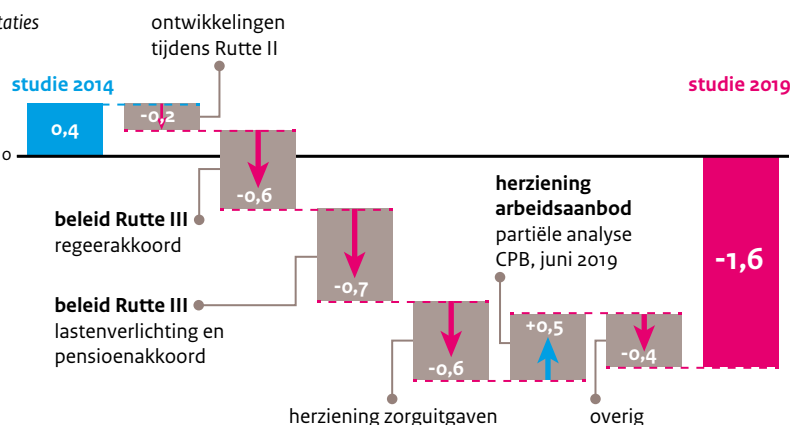 ontwikkelingen
tijdens Rutte II
studie 2014
studie 2019
0,4
-0,2
0
-0,6
herziening
arbeidsaanbod
partiële analyse
CPB, juni 2019
beleid Rutte III
regeerakkoord
-1,6
-0,7
beleid Rutte III
lastenverlichting en
pensioenakkoord
+0,5
-0,4
-0,6
herziening zorguitgaven
overig